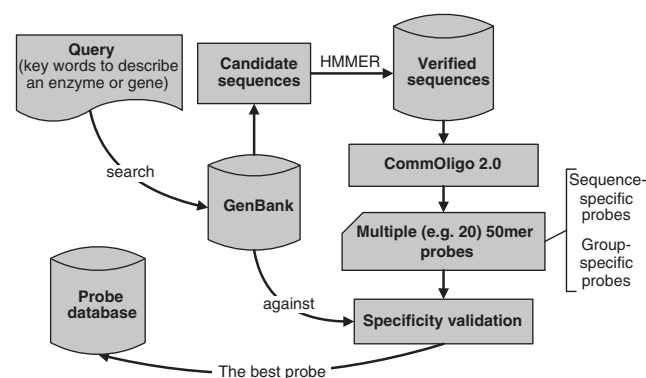 Query
(key words to describe
an enzyme or gene)
Candidate
sequences
HMMER
Verified
sequences
search
GenBank
CommOligo 2.0
Multiple (e.g. 20) 50mer
probes
Sequence-
specific
probes
Group-
specific
probes
against
Specificity validation
Probe
database
The best probe